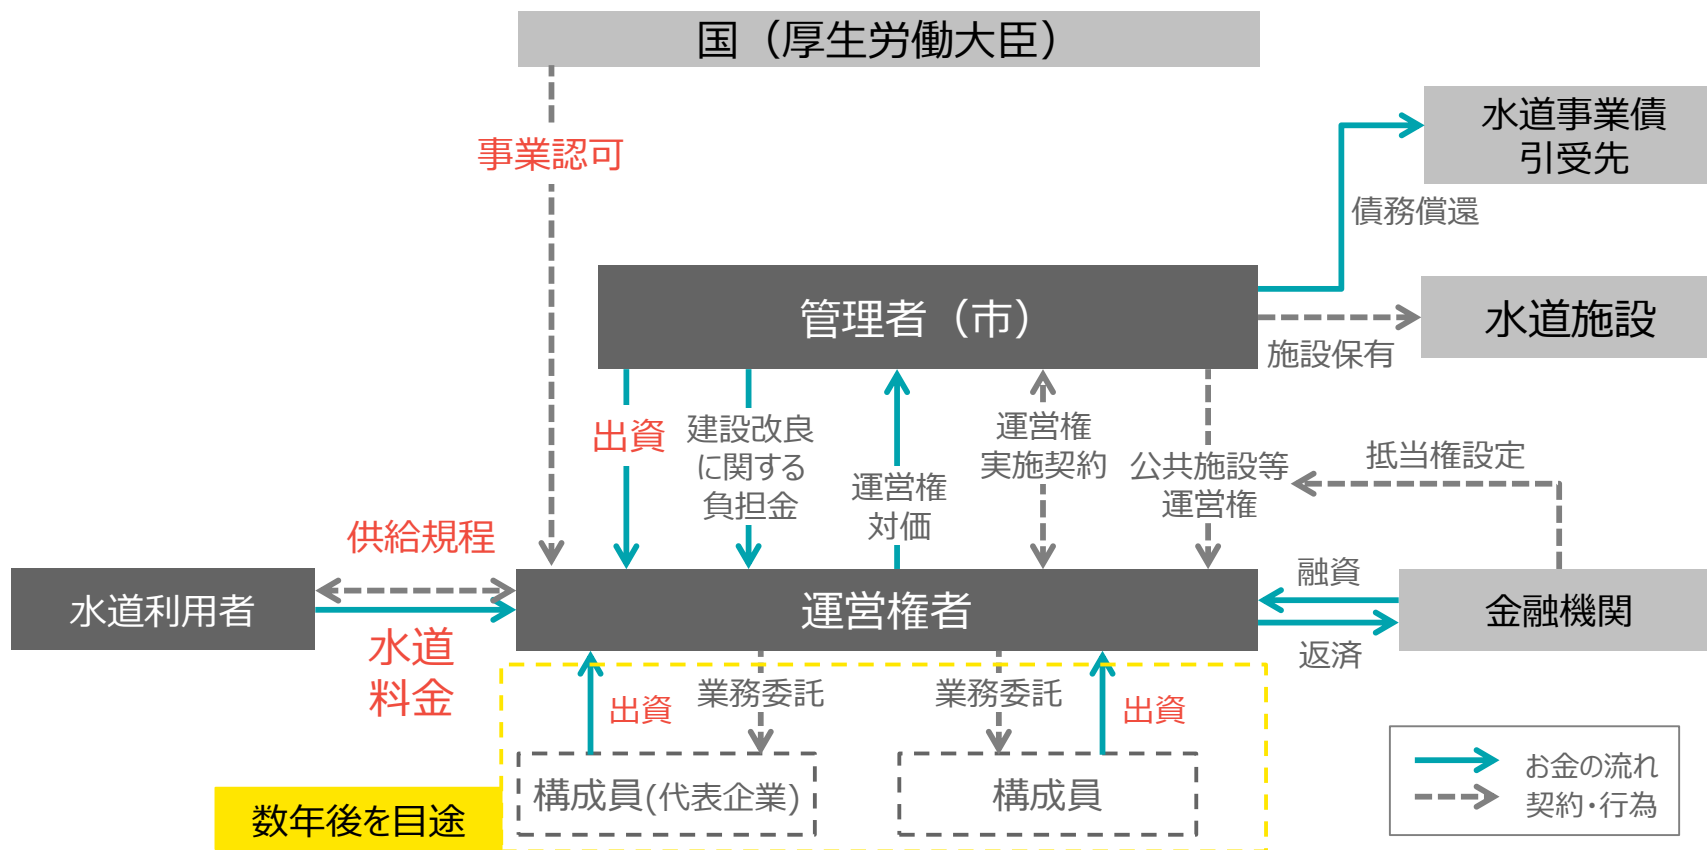 国（厚生労働大臣）
水道事業債
引受先
事業認可
債務償還
管理者（市）
水道施設
施設保有
出資
建設改良
に関する
負担金
運営権
対価
運営権
実施契約
公共施設等
運営権
抵当権設定
供給規程
水道利用者
運営権者
融資
金融機関
返済
水道
料金
出資
業務委託
業務委託
出資
構成員(代表企業)
構成員
数年後を目途
お金の流れ
契約・行為